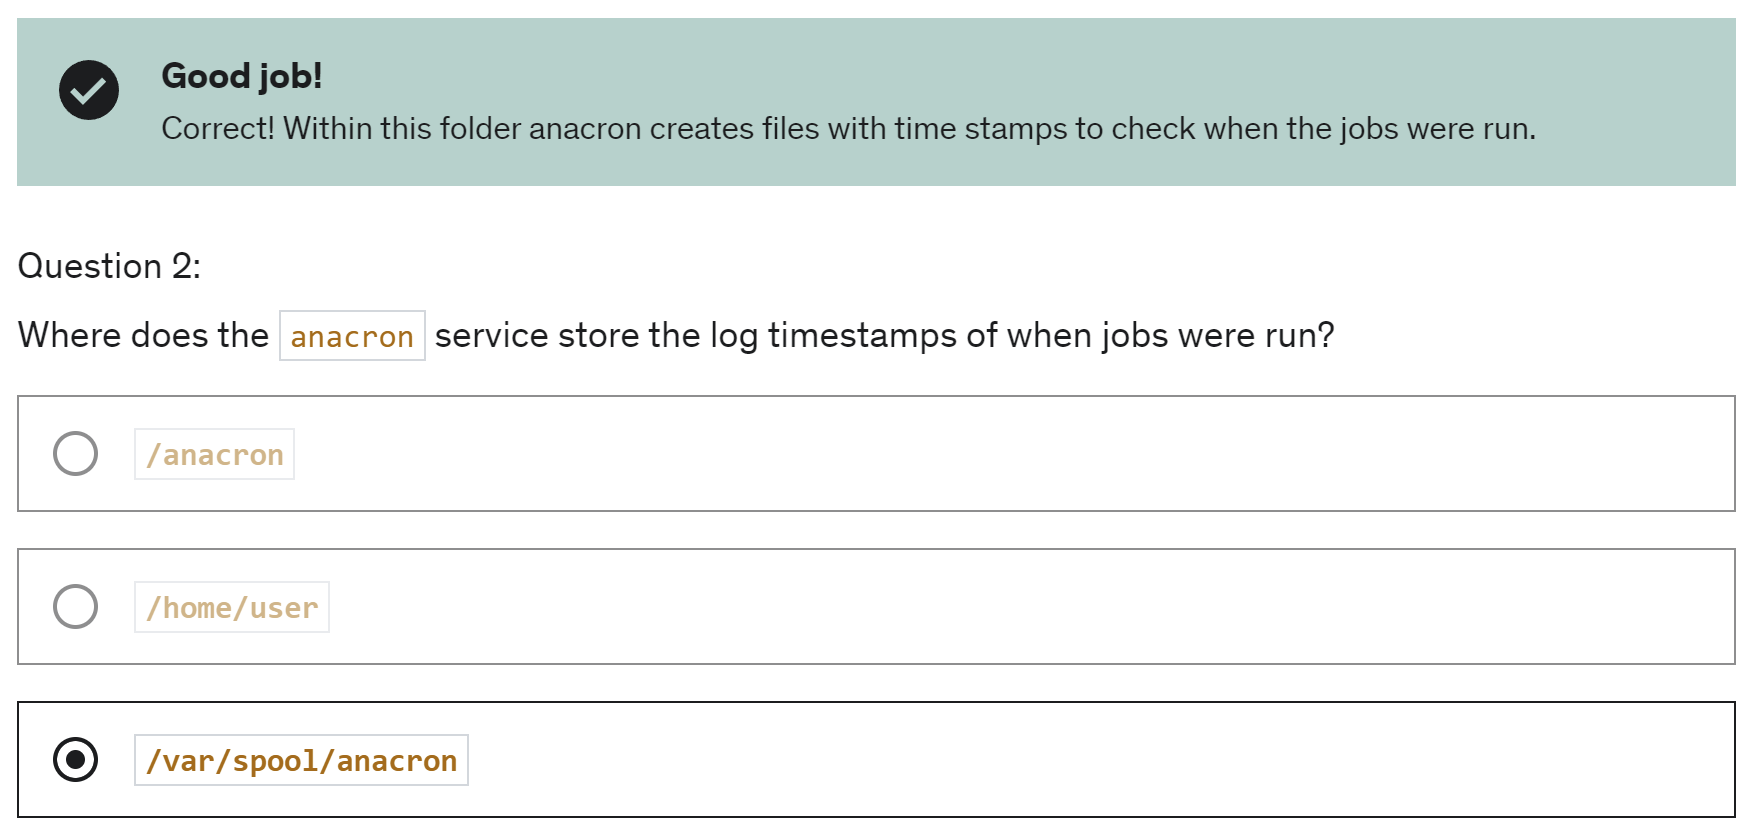 Good job!
Correct! Within this folder anacron creates files with time stamps to check when the jobs were run.
Question 2:
Where does the anacron service store the log timestamps of when jobs were run?
/anacron
/home/user
/var/spool/anacron